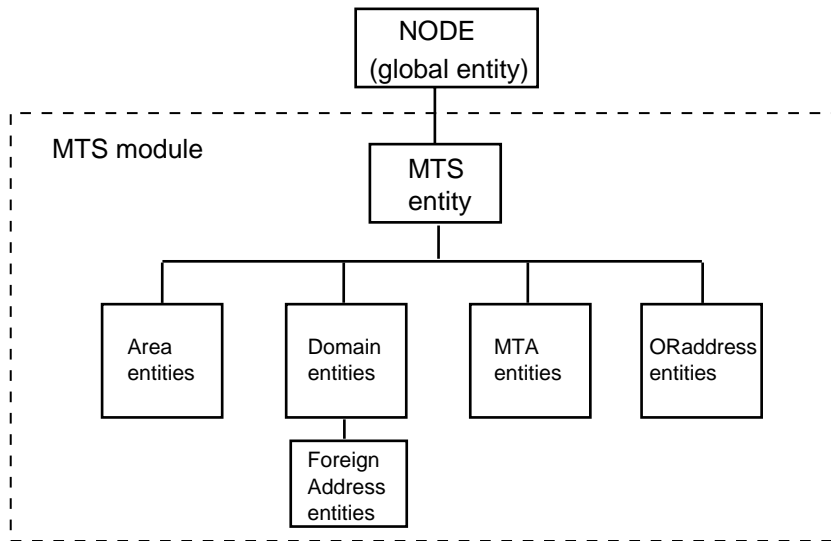 NODE
(global entity)
MTS module
MTS
entity
Area
entities
Domain
entities
MTA
entities
ORaddress
entities
Foreign
Address
entities